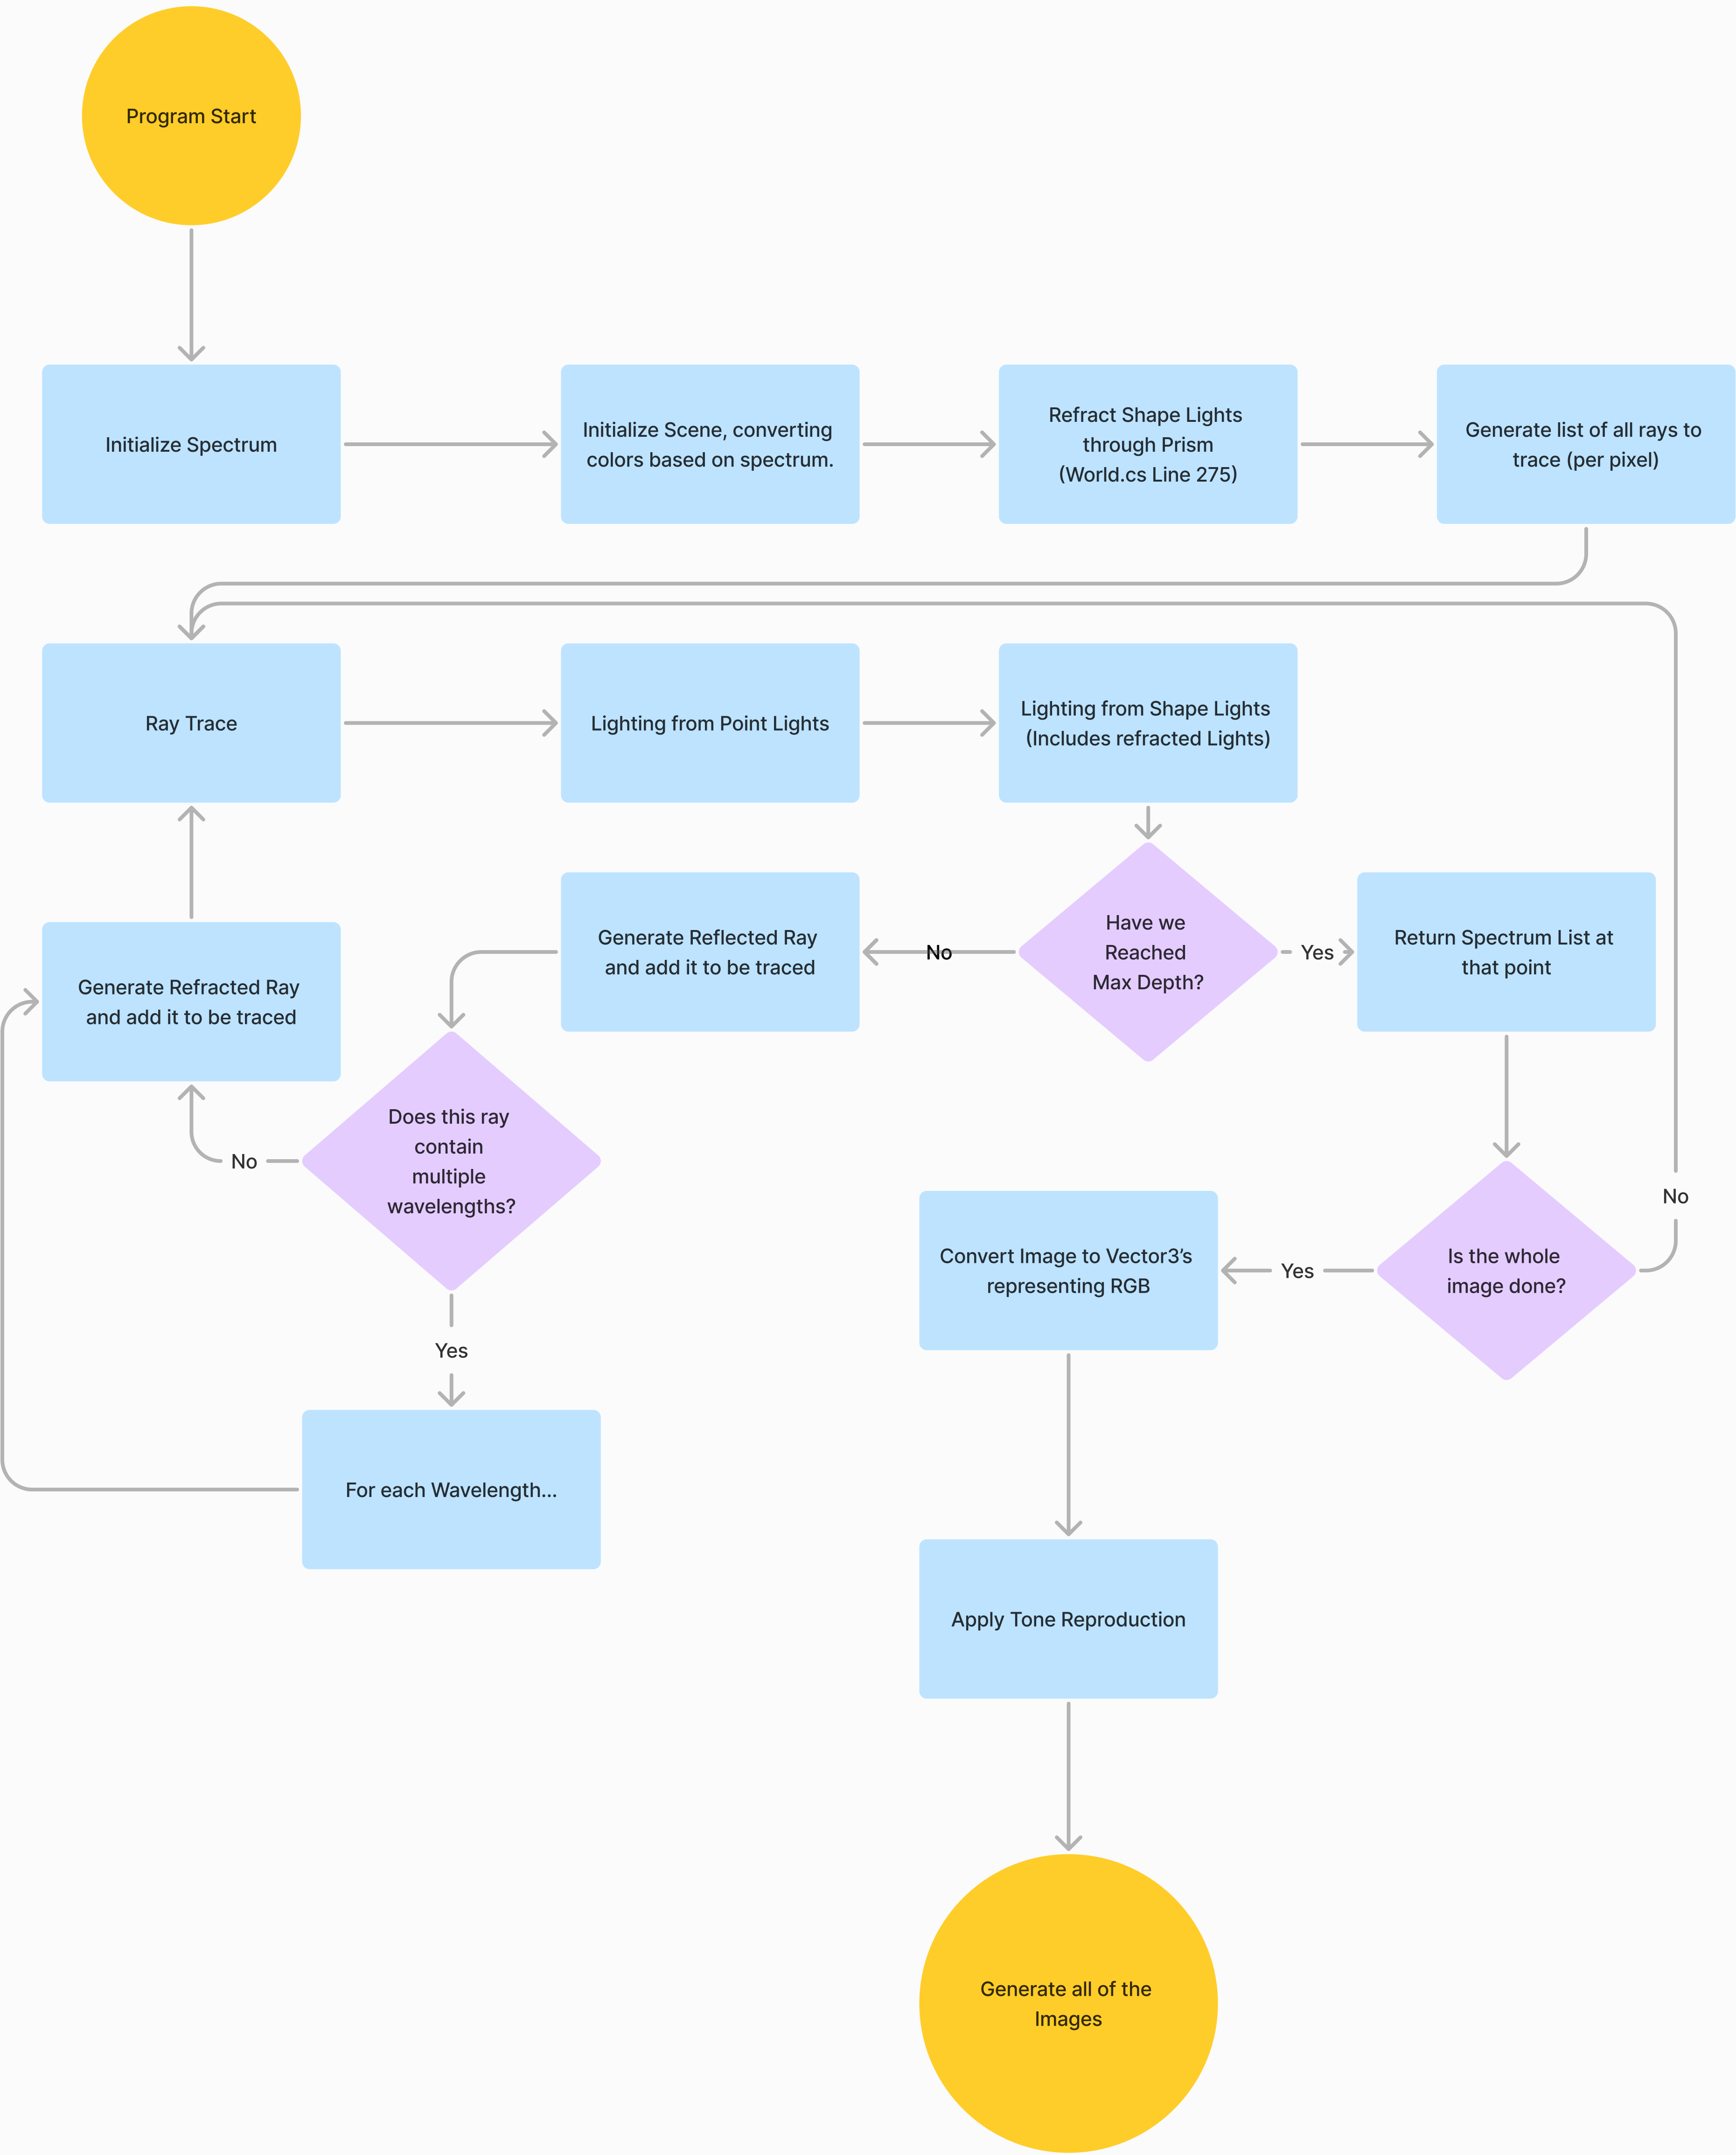 Program Start
Initialize Spectrum
Initialize Scene, converting
colors based on spectrum.
Refract Shape Lights
through Prism
(World.cs Line 275)
Generate list of all rays to
trace (per pixel)
Ray Trace
Lighting from Point Lights
Lighting from Shape Lights
(Includes refracted Lights)
Have we
Reached
Max Depth?
No
Yes
Generate Reflected Ray
and add it to be traced
Return Spectrum List at
that point
Generate Refracted Ray
and add it to be traced
Does this ray
contain
multiple
wavelengths?
No
Yes
For each Wavelength...
Is the whole
image done?
No
Yes
Convert Image to Vector3’s
representing RGB
Apply Tone Reproduction
Generate all of the
Images